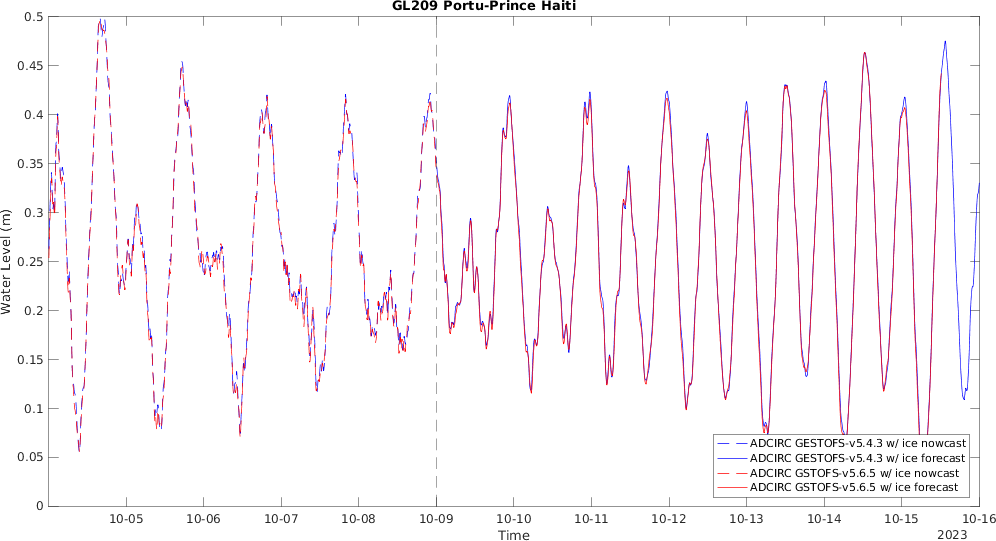 GL209 Portu-Prince Haiti
0.5
0.45
0.4
0.35
0.3
0.25
0.2
0.15
0.1
0.05
0
Water Level (m)
ADCIRC GESTOFS-v5.4.3 w/ ice nowcast
ADCIRC GESTOFS-v5.4.3 w/ ice forecast
ADCIRC GSTOFS-v5.6.5 w/ ice nowcast
ADCIRC GSTOFS-v5.6.5 w/ ice forecast
10-05 10-06 10-07 10-08 10-09 10-10 10-11 10-12 10-13 10-14 10-15 10-16
Time
2023